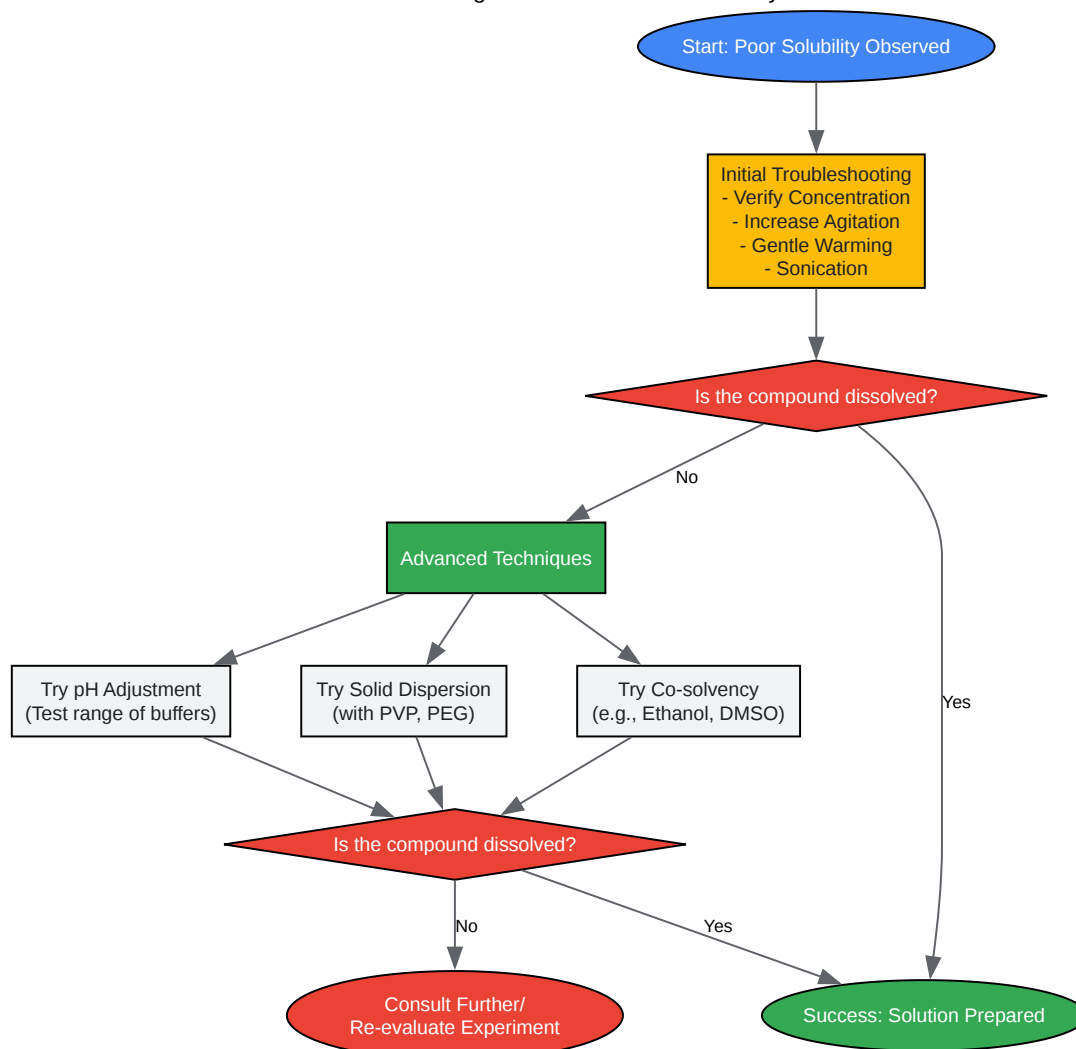 Start: Poor Solubility Observed
Initial Troubleshooting
- Verify Concentration
- Increase Agitation
- Gentle Warming
- Sonication
Is the compound dissolved?
No
Advanced Techniques
Try pH Adjustment
(Test range of buffers)
Try Solid Dispersion
(with PVP, PEG)
Try Co-solvency
(e.g., Ethanol, DMSO)
Yes
Is the compound dissolved?
No
Yes
Consult Further/
Re-evaluate Experiment
Success: Solution Prepared